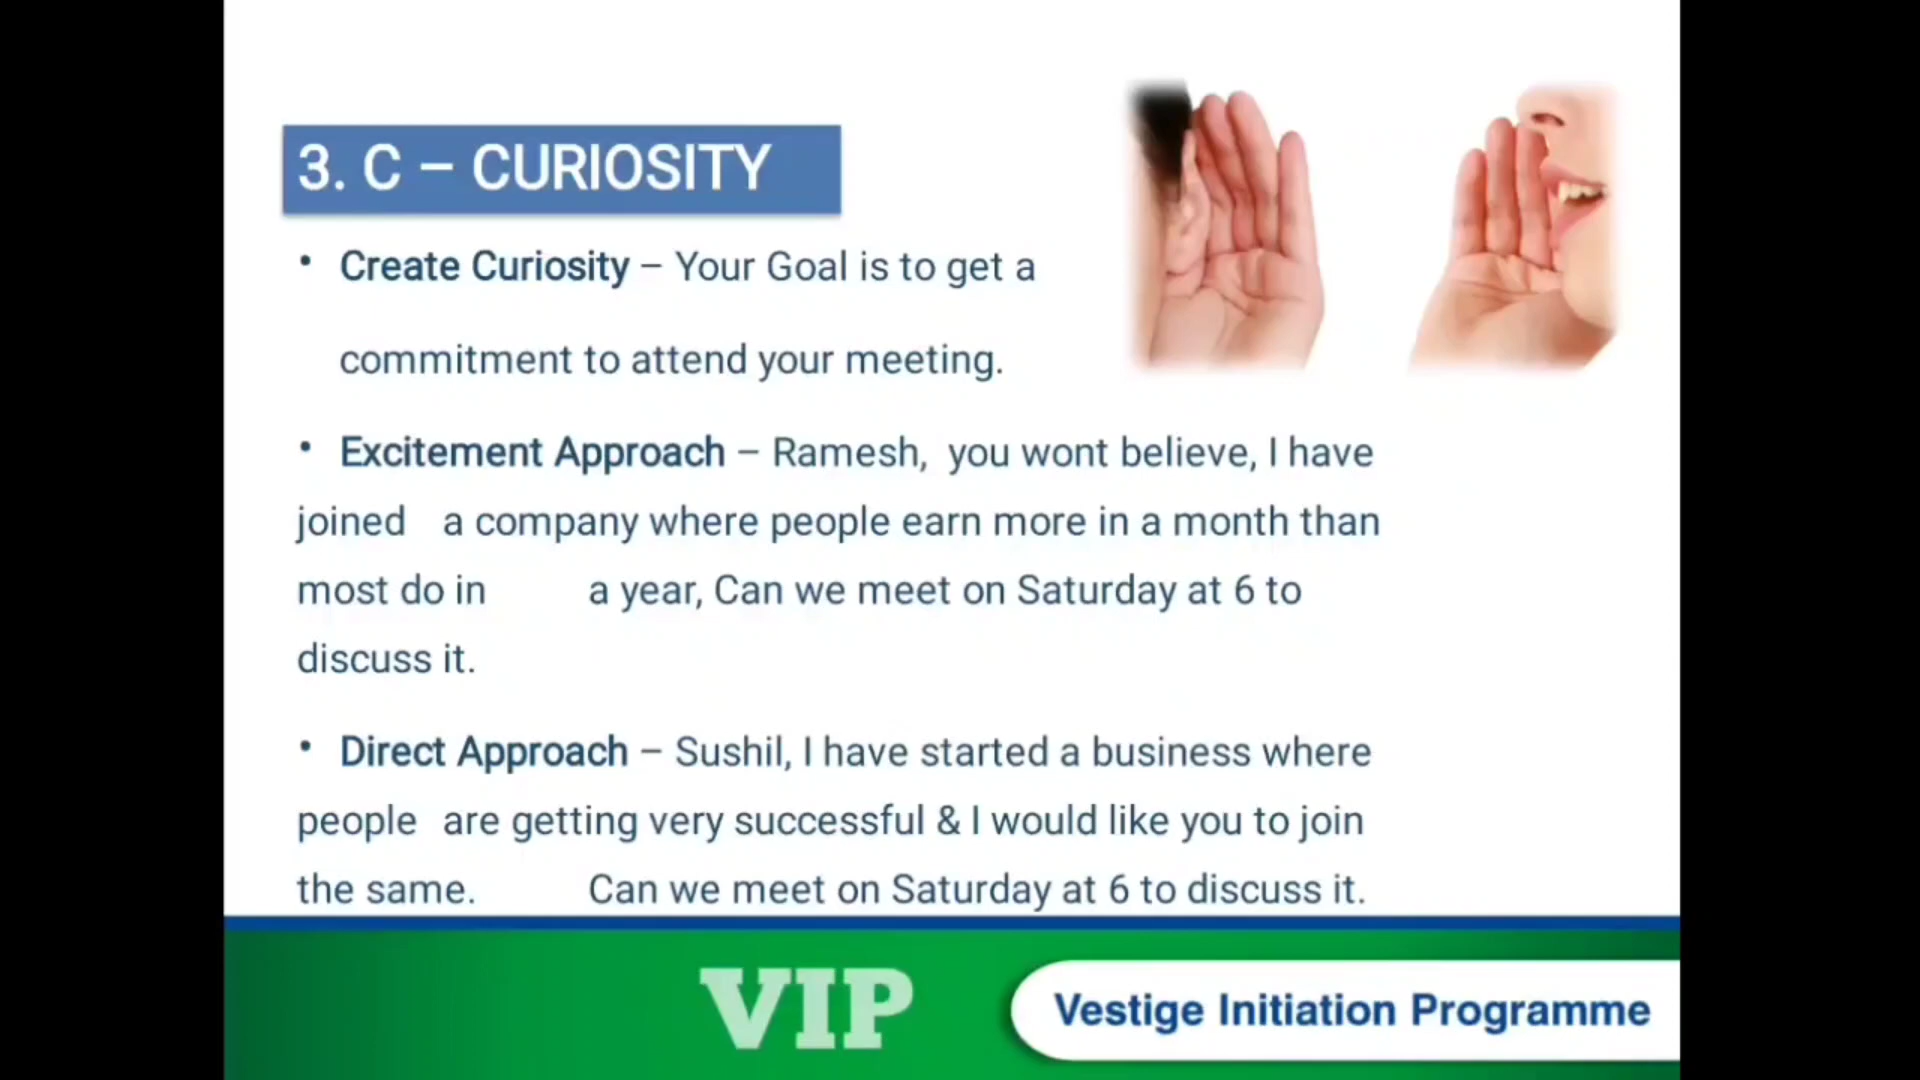 3. C – CURIOSITY
• Create Curiosity – Your Goal is to get a
commitment to attend your meeting.
• Excitement Approach – Ramesh, you wont believe, I have
joined a company where people earn more in a month than
most do in a year, Can we meet on Saturday at 6 to
discuss it.
• Direct Approach – Sushil, I have started a business where
people are getting very successful & I would like you to join
the same. Can we meet on Saturday at 6 to discuss it.
VIP
Vestige Initiation Programme